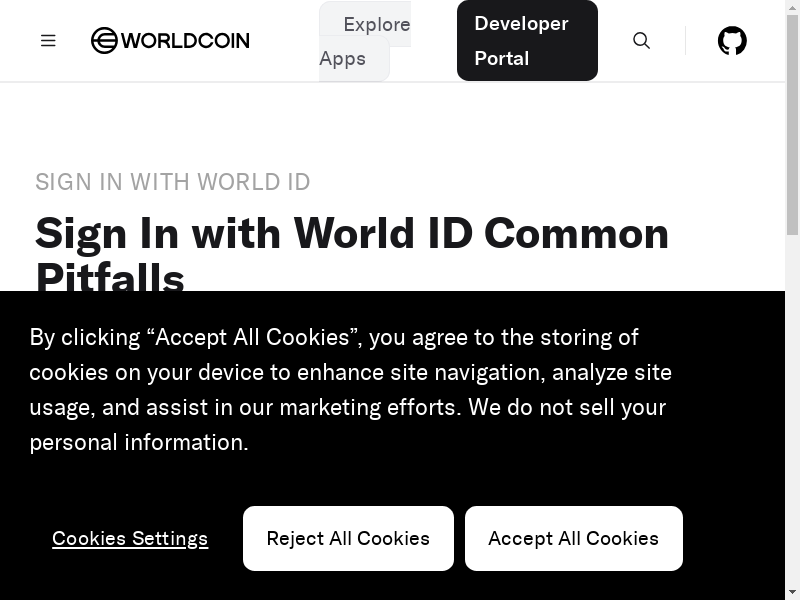 WORLDCOIN
Explore
Apps
Developer
Portal
SIGN IN WITH WORLD ID
Sign In with World ID Common
Pitfalls
By clicking “Accept All Cookies”, you agree to the storing of
cookies on your device to enhance site navigation, analyze site
usage, and assist in our marketing efforts. We do not sell your
personal information.
Cookies Settings
Reject All Cookies
Accept All Cookies